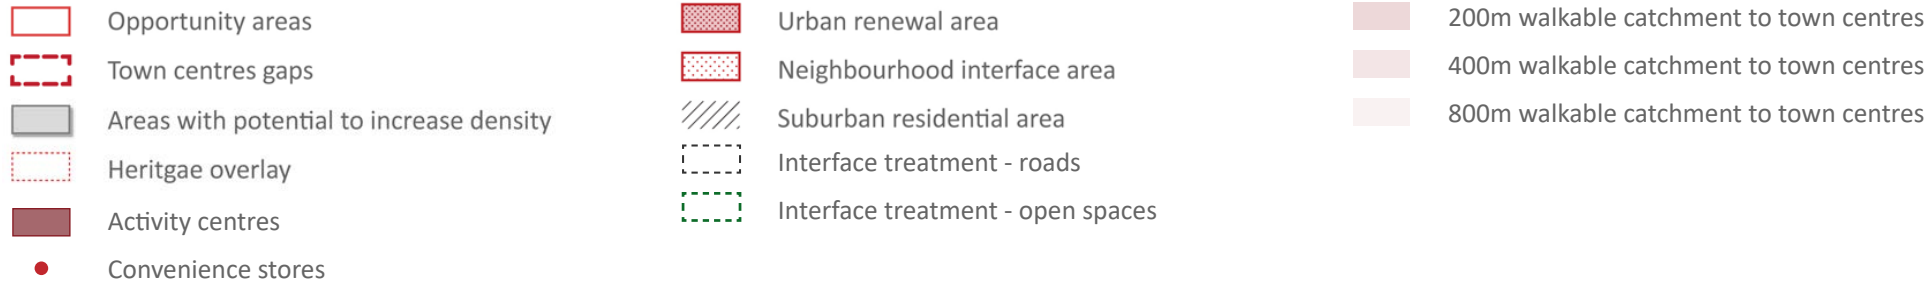 Opportunity areas
Town centres gaps
Areas with potential to increase density
Heritgae overlay
Activity centres
Convenience stores
Urban renewal area
Neighbourhood interface area
Suburban residential area
Interface treatment - roads
Interface treatment - open spaces
200m walkable catchment to town centres
400m walkable catchment to town centres
800m walkable catchment to town centres